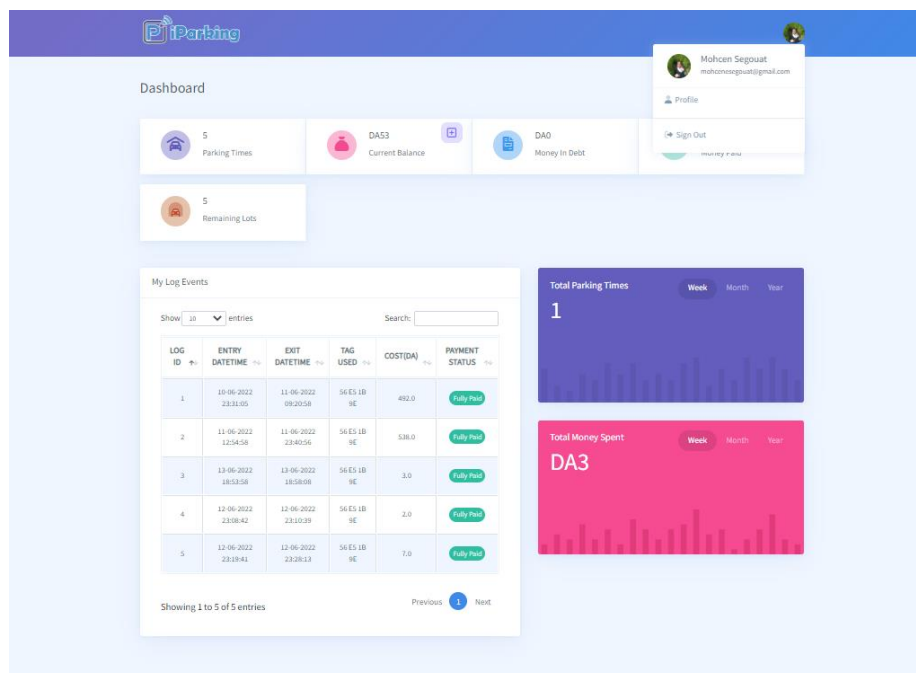 P iParking
Mohcen Segouat
mohcenesegouat@gmail.com
Dashboard
Profile
Sign Out
5
Parking Times
DA53
Current Balance
DA0
Money In Debt
Money Paid
5
Remaining Lots
My Log Events
Show 10 entries
Search:
LOG ID
ENTRY DATETIME
EXIT DATETIME
TAG USED
COST(DA)
PAYMENT STATUS
1 10-06-2022 23:31:05 11-06-2022 09:20:58 56 E5 1B 9E 492.0 Fully Paid
2 11-06-2022 12:54:58 11-06-2022 23:40:56 56 E5 1B 9E 538.0 Fully Paid
3 13-06-2022 18:53:58 13-06-2022 18:58:08 56 E5 1B 9E 3.0 Fully Paid
4 12-06-2022 23:08:42 12-06-2022 23:10:39 56 E5 1B 9E 2.0 Fully Paid
5 12-06-2022 23:19:41 12-06-2022 23:28:13 56 E5 1B 9E 7.0 Fully Paid
Showing 1 to 5 of 5 entries
Previous 1 Next
Total Parking Times
Week Month Year
1
Total Money Spent
Week Month Year
DA3